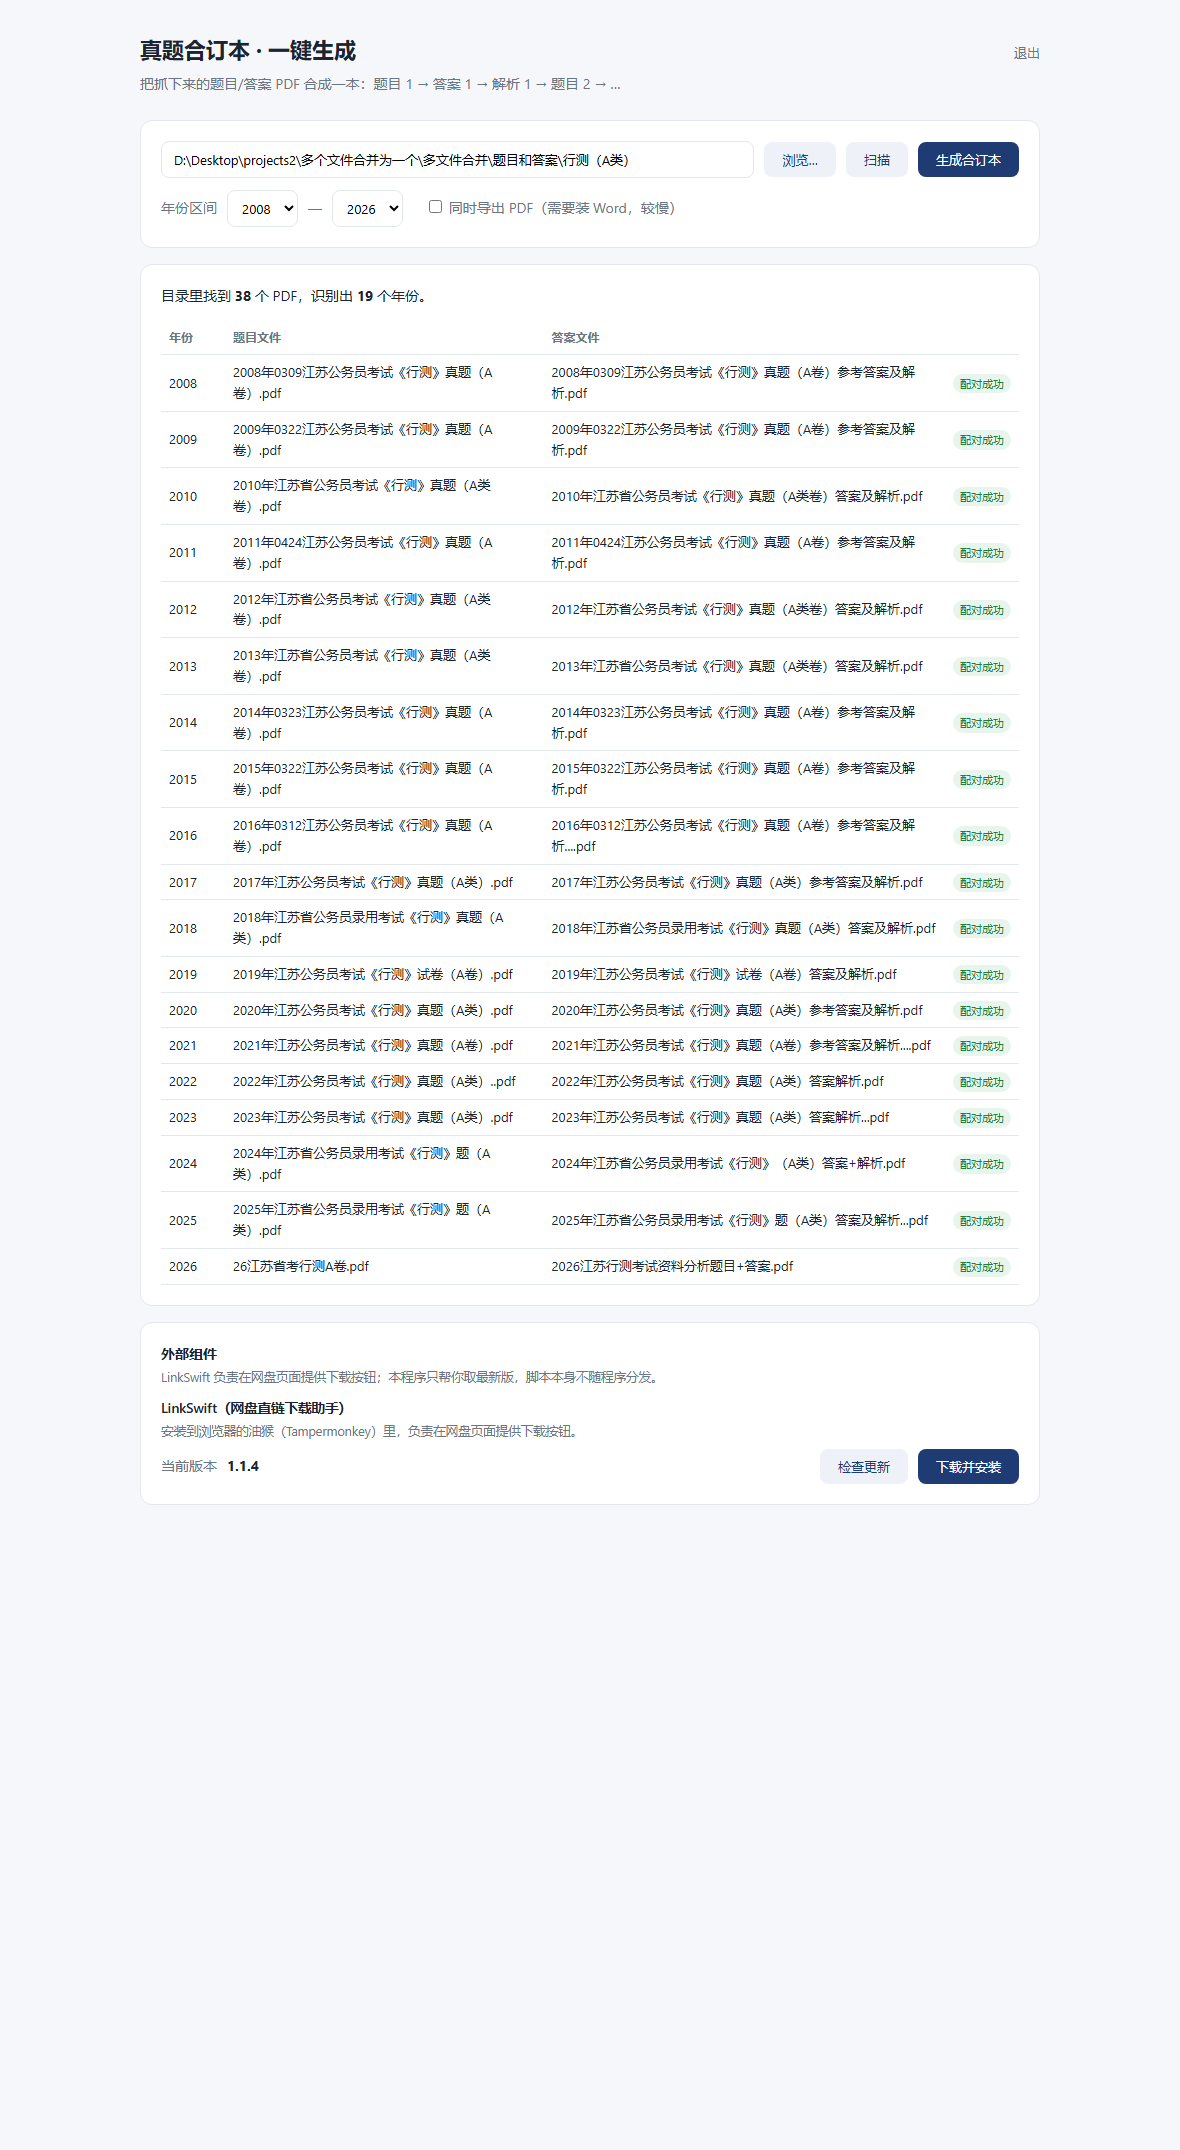 真题合订本 · 一键生成
退出
把抓下来的题目/答案 PDF 合成一本：题目 1 → 答案 1 → 解析 1 → 题目 2 → ...
D:\Desktop\projects2\多个文件合并为一个\多文件合并\题目和答案\行测（A类）
浏览...
扫描
生成合订本
年份区间 2008 — 2026 同时导出 PDF（需要装 Word，较慢）
目录里找到 38 个 PDF，识别出 19 个年份。
年份 题目文件 答案文件
2008 2008年0309江苏公务员考试《行测》真题（A
卷）.pdf
2008年0309江苏公务员考试《行测》真题（A卷）参考答案及解
析.pdf
配对成功
2009 2009年0322江苏公务员考试《行测》真题（A
卷）.pdf
2009年0322江苏公务员考试《行测》真题（A卷）参考答案及解
析.pdf
配对成功
2010 2010年江苏省公务员考试《行测》真题（A类
卷）.pdf
2010年江苏省公务员考试《行测》真题（A类卷）答案及解析.pdf
配对成功
2011 2011年0424江苏公务员考试《行测》真题（A
卷）.pdf
2011年0424江苏公务员考试《行测》真题（A卷）参考答案及解
析.pdf
配对成功
2012 2012年江苏省公务员考试《行测》真题（A类
卷）.pdf
2012年江苏省公务员考试《行测》真题（A类卷）答案及解析.pdf
配对成功
2013 2013年江苏省公务员考试《行测》真题（A类
卷）.pdf
2013年江苏省公务员考试《行测》真题（A类卷）答案及解析.pdf
配对成功
2014 2014年0323江苏公务员考试《行测》真题（A
卷）.pdf
2014年0323江苏公务员考试《行测》真题（A卷）参考答案及解
析.pdf
配对成功
2015 2015年0322江苏公务员考试《行测》真题（A
卷）.pdf
2015年0322江苏公务员考试《行测》真题（A卷）参考答案及解
析.pdf
配对成功
2016 2016年0312江苏公务员考试《行测》真题（A
卷）.pdf
2016年0312江苏公务员考试《行测》真题（A卷）参考答案及解
析....pdf
配对成功
2017 2017年江苏公务员考试《行测》真题（A类）.pdf 2017年江苏公务员考试《行测》真题（A类）参考答案及解析.pdf 配对成功
2018 2018年江苏省公务员录用考试《行测》真题（A
类）.pdf
2018年江苏省公务员录用考试《行测》真题（A类）答案及解析.pdf
配对成功
2019 2019年江苏公务员考试《行测》试卷（A卷）.pdf 2019年江苏公务员考试《行测》试卷（A卷）答案及解析.pdf 配对成功
2020 2020年江苏公务员考试《行测》真题（A类）.pdf 2020年江苏公务员考试《行测》真题（A类）参考答案及解析.pdf 配对成功
2021 2021年江苏公务员考试《行测》真题（A卷）.pdf 2021年江苏公务员考试《行测》真题（A卷）参考答案及解析....pdf 配对成功
2022 2022年江苏公务员考试《行测》真题（A类）..pdf 2022年江苏公务员考试《行测》真题（A类）答案解析.pdf 配对成功
2023 2023年江苏公务员考试《行测》真题（A类）.pdf 2023年江苏公务员考试《行测》真题（A类）答案解析...pdf 配对成功
2024 2024年江苏省公务员录用考试《行测》题（A
类）.pdf
2024年江苏省公务员录用考试《行测》（A类）答案+解析.pdf
配对成功
2025 2025年江苏省公务员录用考试《行测》题（A
类）.pdf
2025年江苏省公务员录用考试《行测》题（A类）答案及解析...pdf
配对成功
2026 26江苏省考行测A卷.pdf 2026江苏行测考试资料分析题目+答案.pdf 配对成功
外部组件
LinkSwift 负责在网盘页面提供下载按钮；本程序只帮你取最新版，脚本本身不随程序分发。
LinkSwift（网盘直链下载助手）
安装到浏览器的油猴（Tampermonkey）里，负责在网盘页面提供下载按钮。
当前版本 1.1.4
检查更新
下载并安装